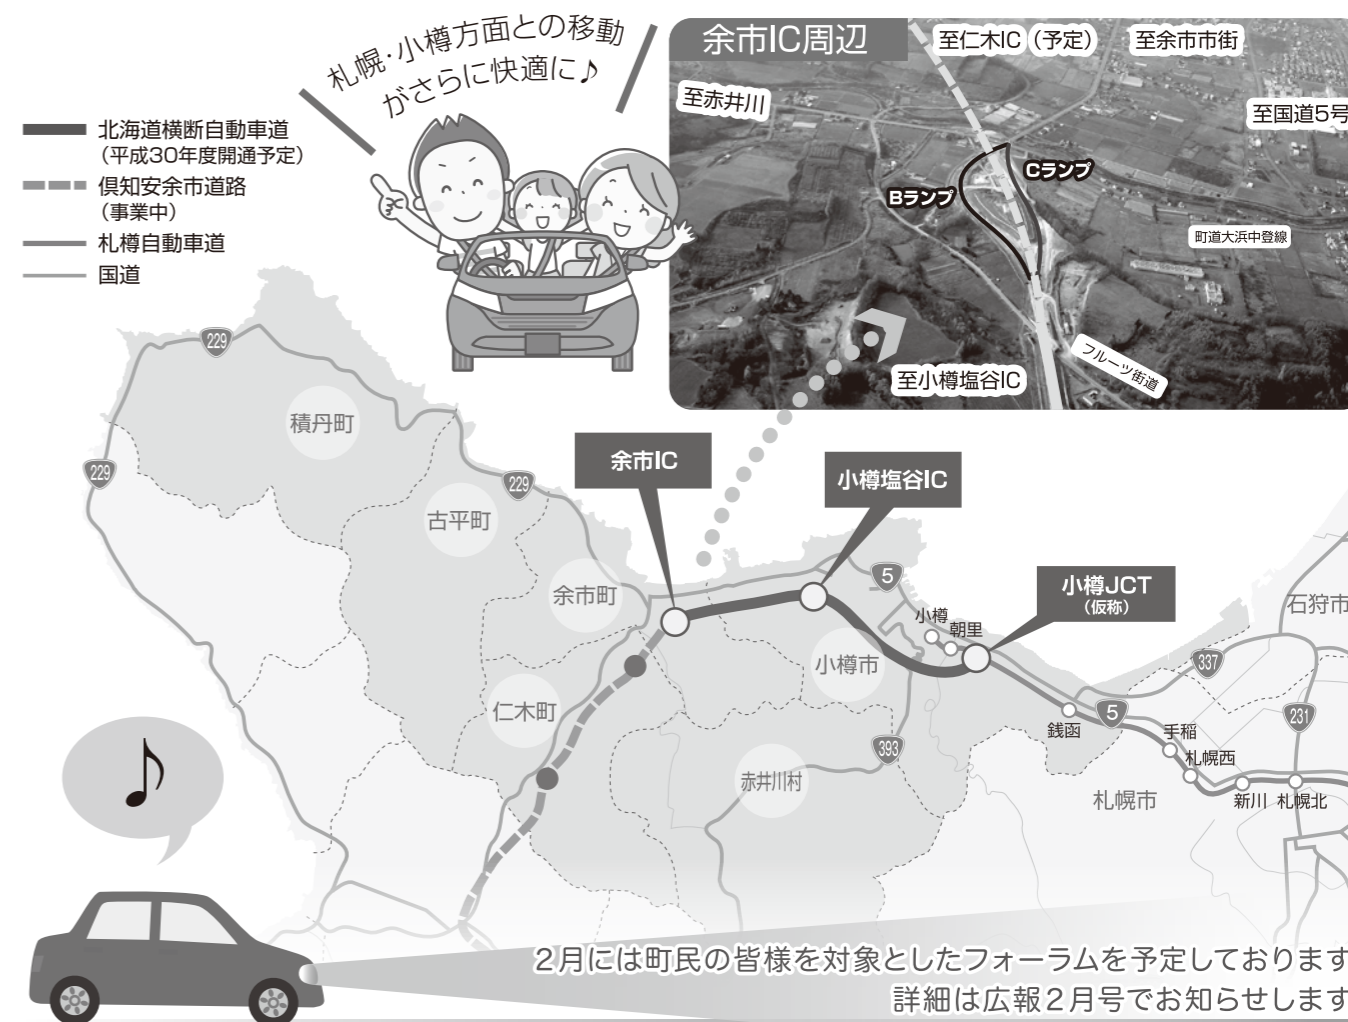 札幌・小樽方面との移動
がさらに快適に♪
北海道横断自動車道
（平成30年度開通予定）
倶知安余市道路
（事業中）
札樽自動車道
国道
余市IC周辺
至仁木IC（予定）
至余市市街
至赤井川
至国道5号
Cランプ
Bランプ
町道大浜中登線
フルーツ街道
至小樽塩谷IC
229
積丹町
229
229
古平町
余市町
仁木町
余市IC
小樽塩谷IC
5
小樽JCT
（仮称）
小樽
朝里
小樽市
石狩市
337
5
231
銭函
手稲
札幌西
393
赤井川村
札幌市
新川
札幌北
♪
2月には町民の皆様を対象としたフォーラムを予定しております
詳細は広報2月号でお知らせします